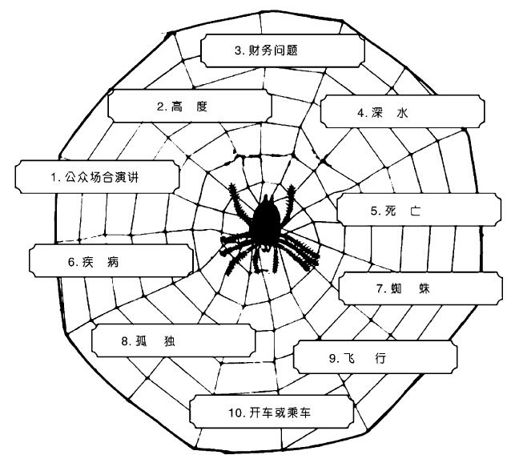 3. 财务问题
2. 高 度
4. 深 水
1. 公众场合演讲
5. 死 亡
6. 疾 病
7. 蜘 蛛
8. 孤 独
9. 飞 行
10. 开车或乘车